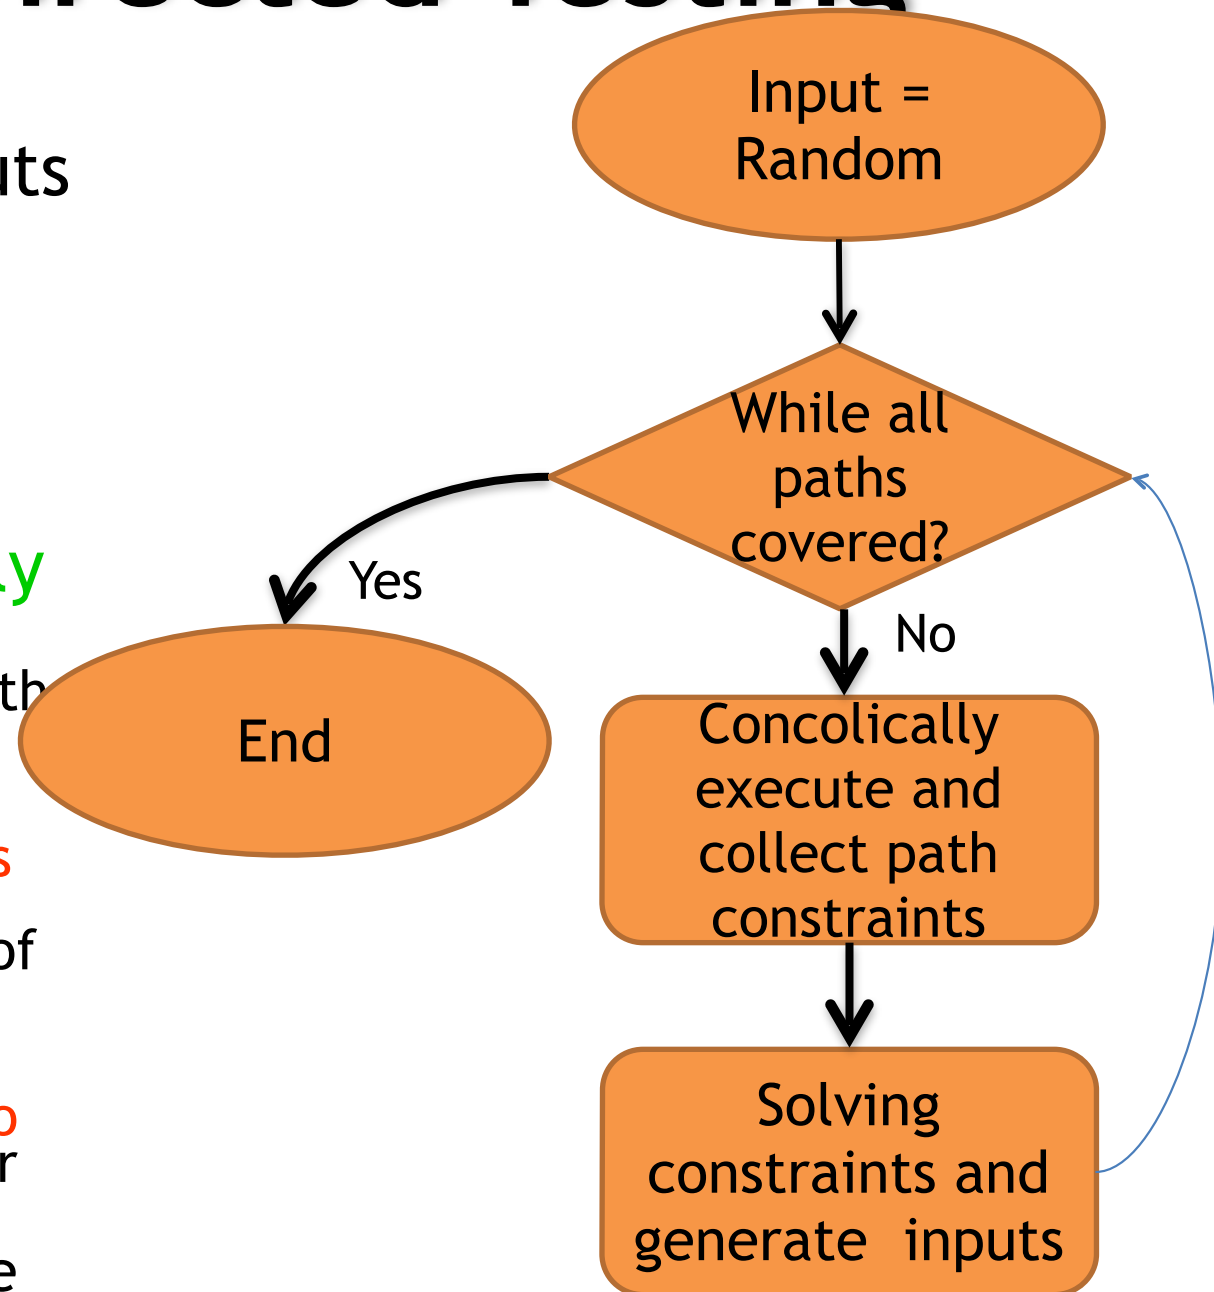 Input =
Random
While all
paths
covered?
Yes
No
End
Concolically
execute and
collect path
constraints
Solving
constraints and
generate  inputs